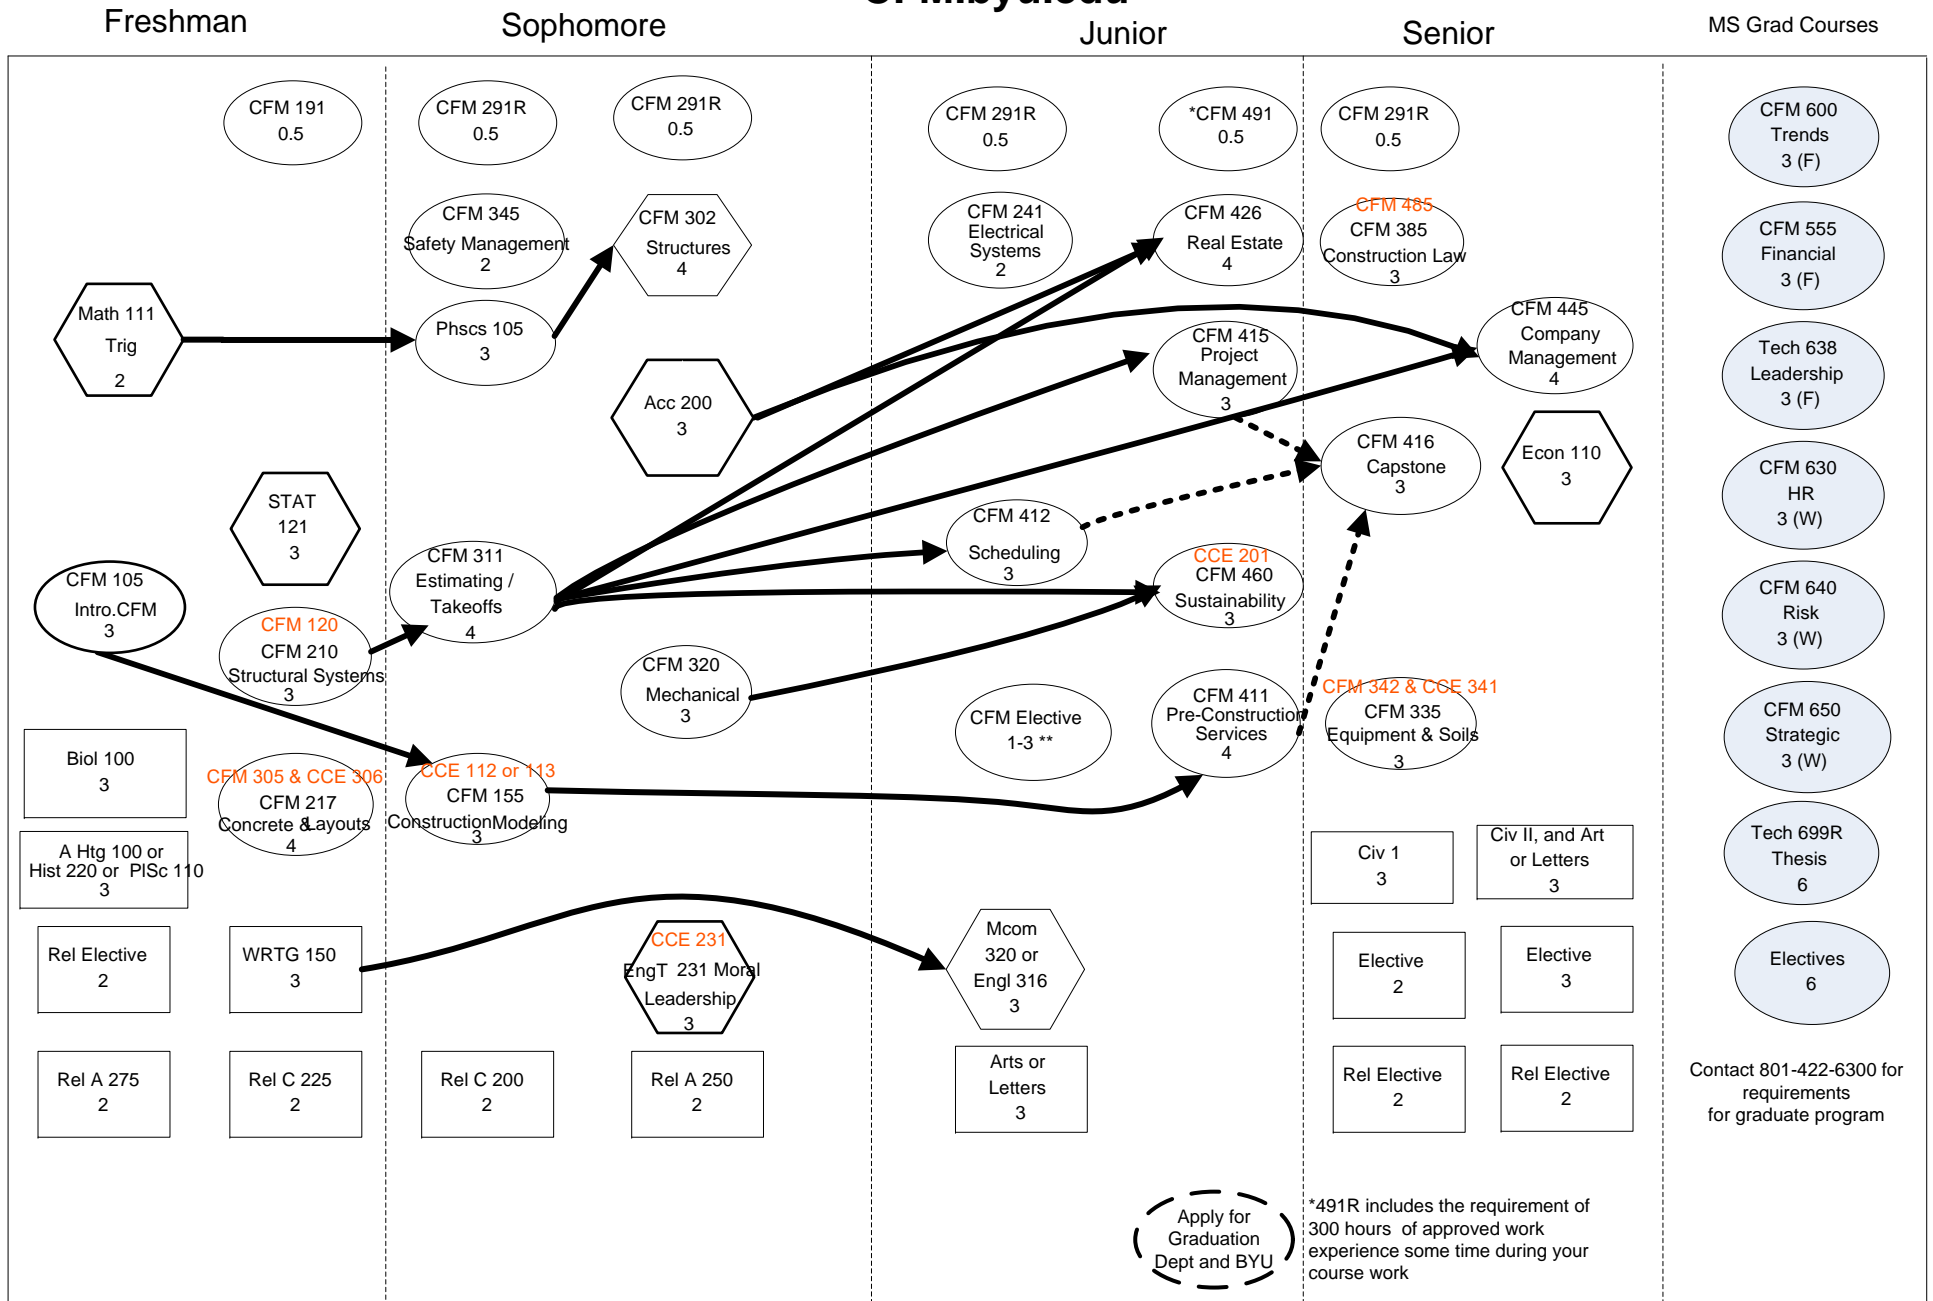 Freshman
Sophomore
Junior
Senior
MS Grad Courses
CFM 191
0.5
CFM 291R
0.5
CFM 291R
0.5
CFM 291R
0.5
*CFM 491
0.5
CFM 291R
0.5
CFM 600
Trends
3 (F)
CFM 345
Safety Management
2
CFM 302
Structures
4
CFM 241
Electrical
Systems
2
CFM 426
Real Estate
4
CFM 485
CFM 385
Construction Law
3
CFM 555
Financial
3 (F)
Math 111
Trig
2
Phscs 105
3
Acc 200
3
CFM 415
Project
Management
3
CFM 445
Company
Management
4
Tech 638
Leadership
3 (F)
STAT
121
3
CFM 416
Capstone
3
Econ 110
3
CFM 630
HR
3 (W)
CFM 105
Intro.CFM
3
CFM 120
CFM 210
Structural Systems
3
CFM 311
Estimating /
Takeoffs
4
CFM 412
Scheduling
3
CCE 201
CFM 460
Sustainability
3
CFM 640
Risk
3 (W)
CFM 320
Mechanical
3
CFM Elective
1-3 **
CFM 411
Pre-Construction
Services
4
CFM 342 & CCE 341
CFM 335
Equipment & Soils
3
CFM 650
Strategic
3 (W)
Biol 100
3
CFM 305 & CCE 306
CFM 217
Concrete & Layouts
4
CCE 112 or 113
CFM 155
ConstructionModeling
3
A Htg 100 or
Hist 220 or PlSc 110
3
Civ 1
3
Civ II, and Art
or Letters
3
Tech 699R
Thesis
6
Rel Elective
2
WRTG 150
3
CCE 231
EngT 231 Moral
Leadership
3
Mcom
320 or
Engl 316
3
Elective
2
Elective
3
Electives
6
Rel A 275
2
Rel C 225
2
Rel C 200
2
Rel A 250
2
Arts or
Letters
3
Rel Elective
2
Rel Elective
2
Contact 801-422-6300 for
requirements
for graduate program
Apply for
Graduation
Dept and BYU
*491R includes the requirement of
300 hours of approved work
experience some time during your
course work